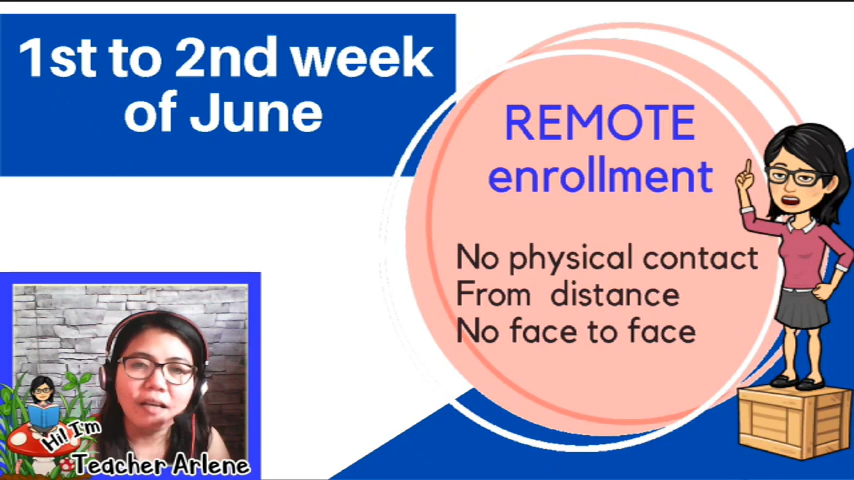 1st to 2nd week
of June
REMOTE
enrollment
No physical contact
From distance
No face to face
Hi! I'm
Teacher Arlene